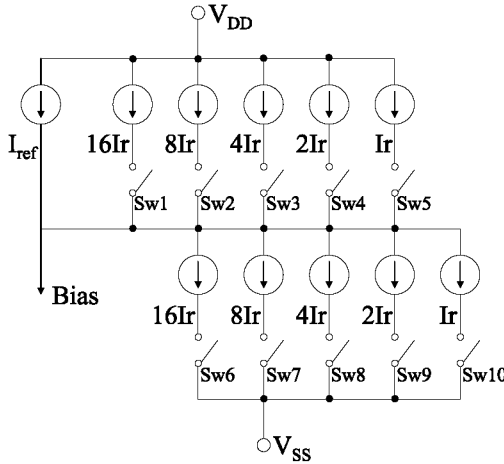 V_DD
I_ref 16Ir 8Ir 4Ir 2Ir Ir
Sw1 Sw2 Sw3 Sw4 Sw5
Bias
16Ir 8Ir 4Ir 2Ir Ir
Sw6 Sw7 Sw8 Sw9 Sw10
V_SS